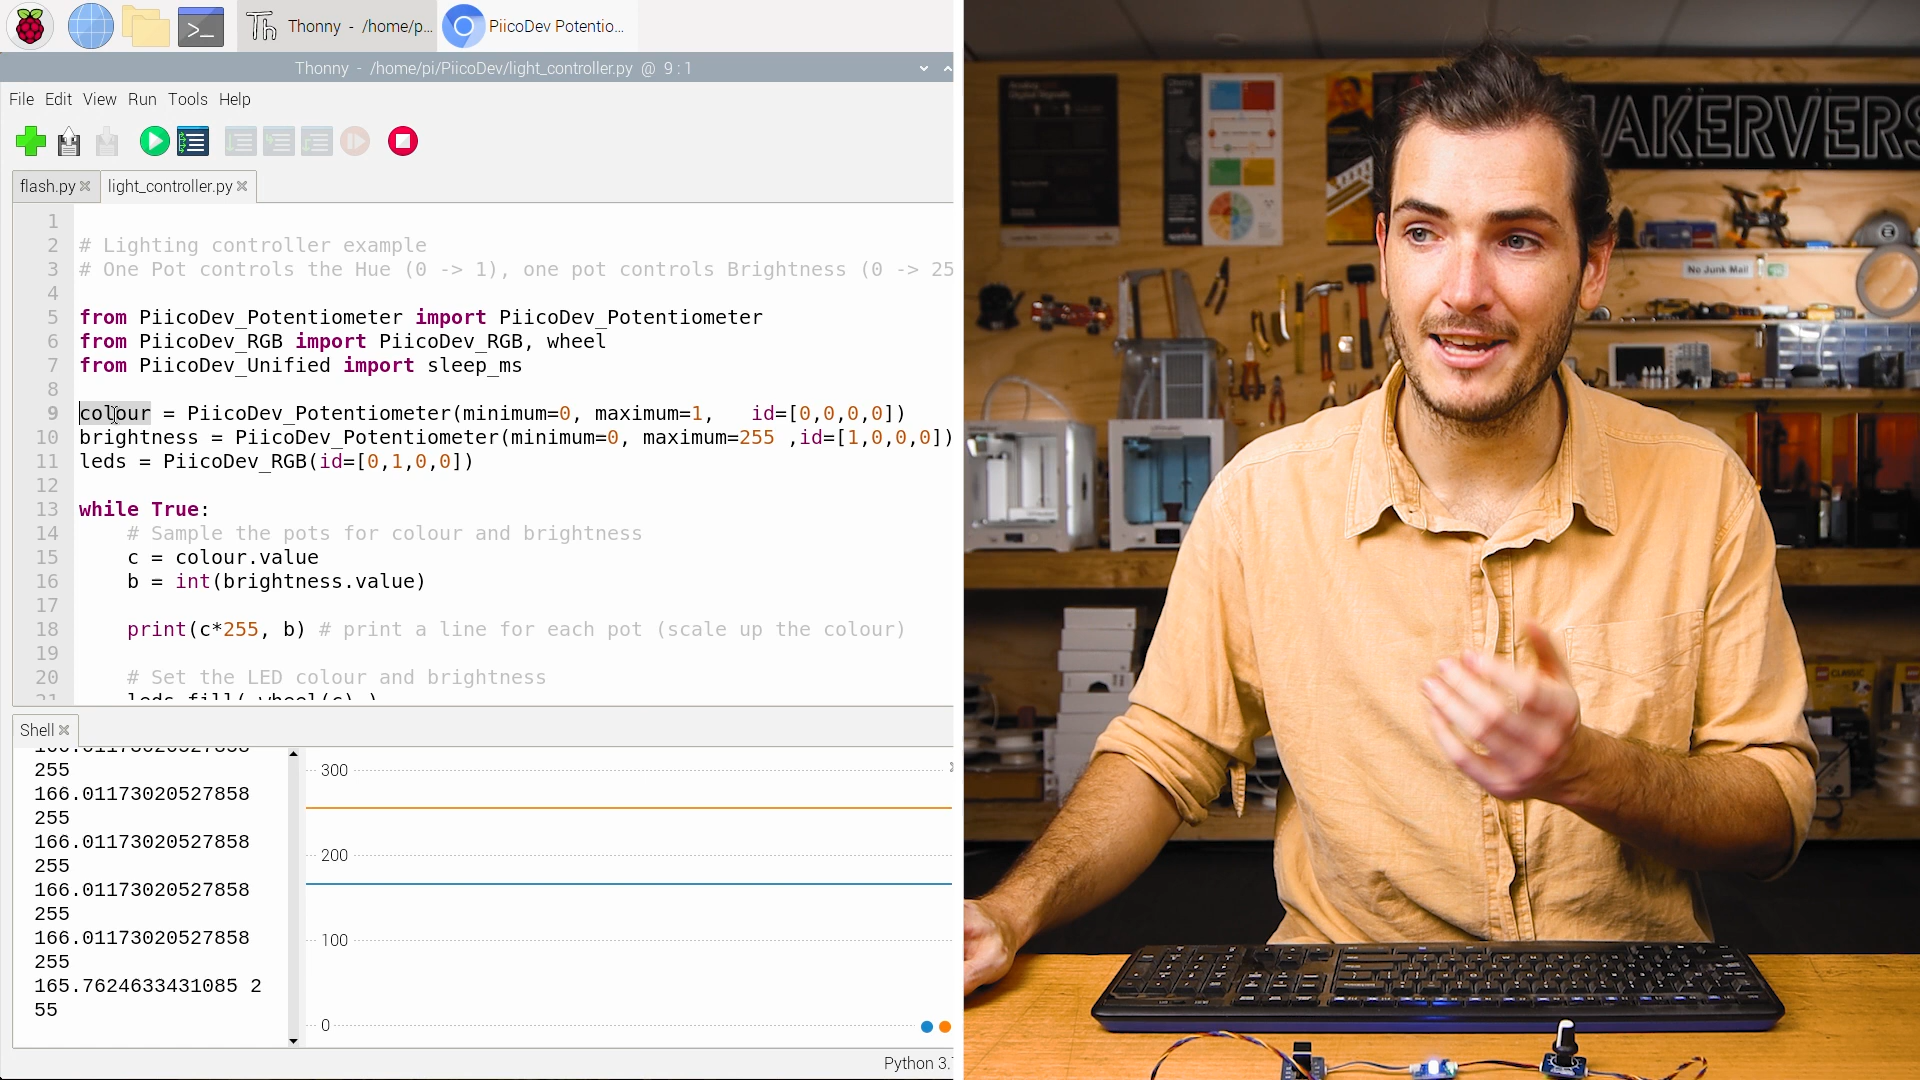 Thonny - /home/p...
PiicoDev Potentio...
Thonny - /home/pi/PiicoDev/light_controller.py @ 9 : 1
File Edit View Run Tools Help
flash.py
light_controller.py
1
2 # Lighting controller example
3 # One Pot controls the Hue (0 -> 1), one pot controls Brightness (0 -> 25
4
5 from PiicoDev_Potentiometer import PiicoDev_Potentiometer
6 from PiicoDev_RGB import PiicoDev_RGB, wheel
7 from PiicoDev_Unified import sleep_ms
8
9 colour = PiicoDev_Potentiometer(minimum=0, maximum=1,   id=[0,0,0,0])
10 brightness = PiicoDev_Potentiometer(minimum=0, maximum=255 ,id=[1,0,0,0])
11 leds = PiicoDev_RGB(id=[0,1,0,0])
12
13 while True:
14     # Sample the pots for colour and brightness
15     c = colour.value
16     b = int(brightness.value)
17
18     print(c*255, b) # print a line for each pot (scale up the colour)
19
20     # Set the LED colour and brightness
21     leds.fill( wheel(c) )
Shell
166.01173020527858
255
166.01173020527858
255
166.01173020527858
255
166.01173020527858
255
166.01173020527858
255
165.7624633431085 2
55
300
200
100
0
Python 3.
AKERVERS
No Junk Mail
CLASSIC